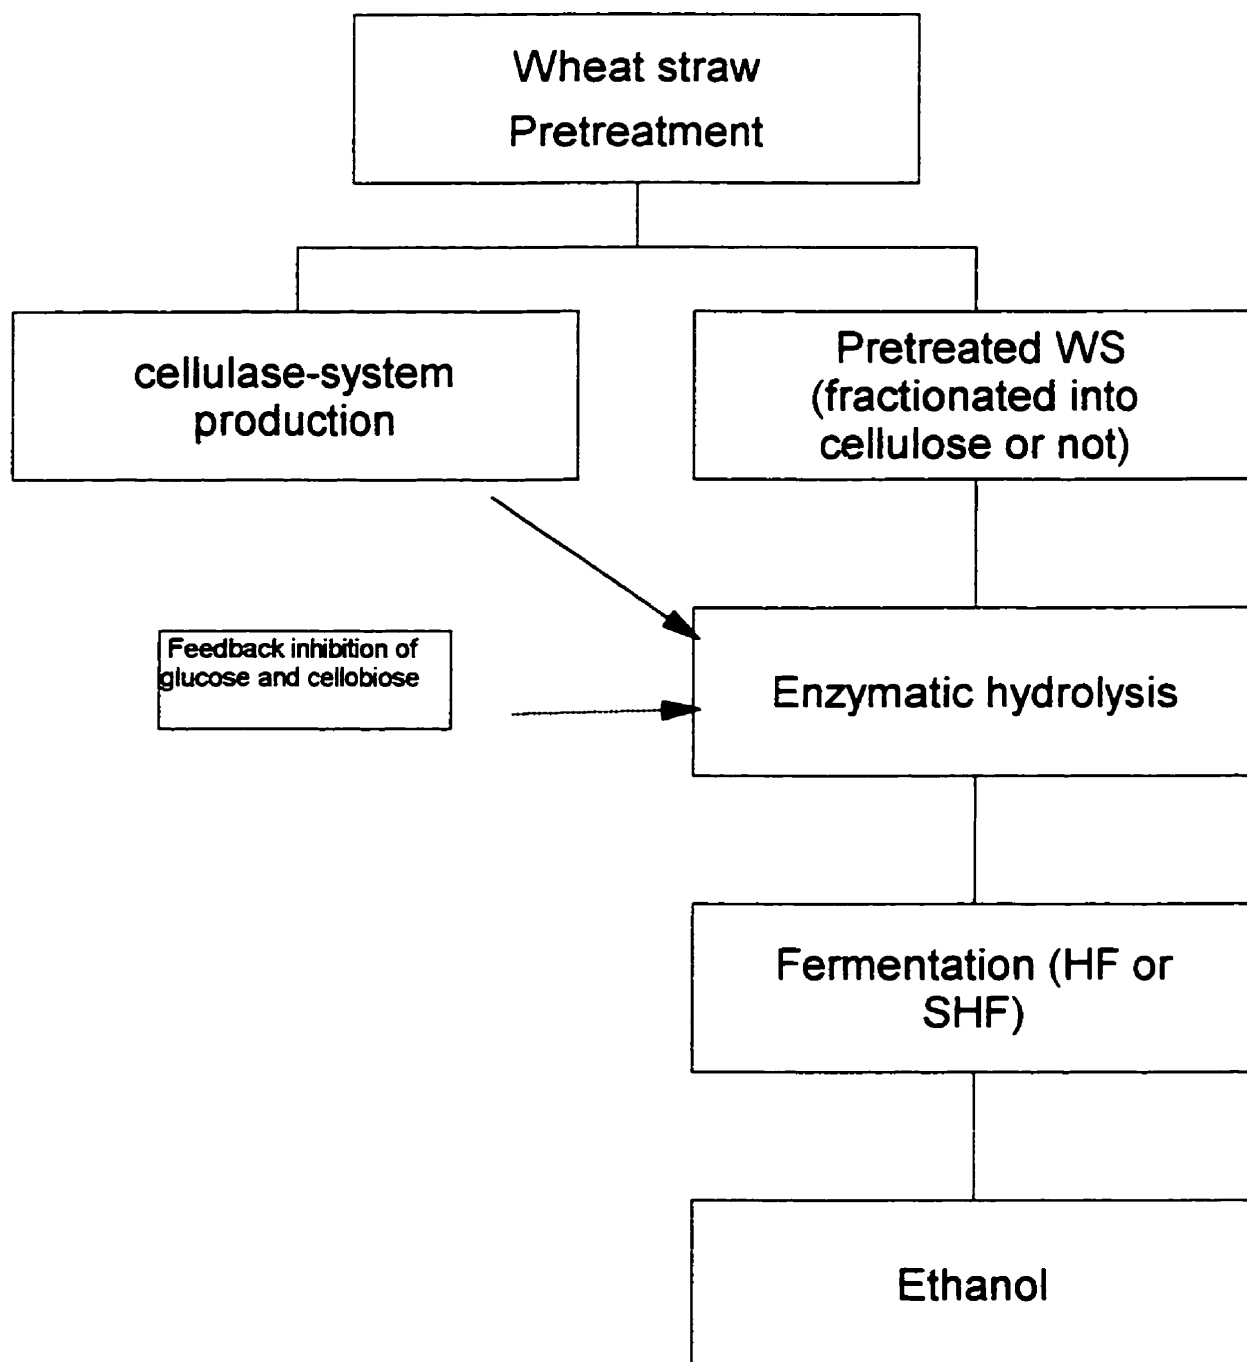 Wheat straw
Pretreatment
cellulase-system
production
Pretreated WS
(fractionated into
cellulose or not)
Feedback inhibition of
glucose and cellobiose
Enzymatic hydrolysis
Fermentation (HF or
SHF)
Ethanol